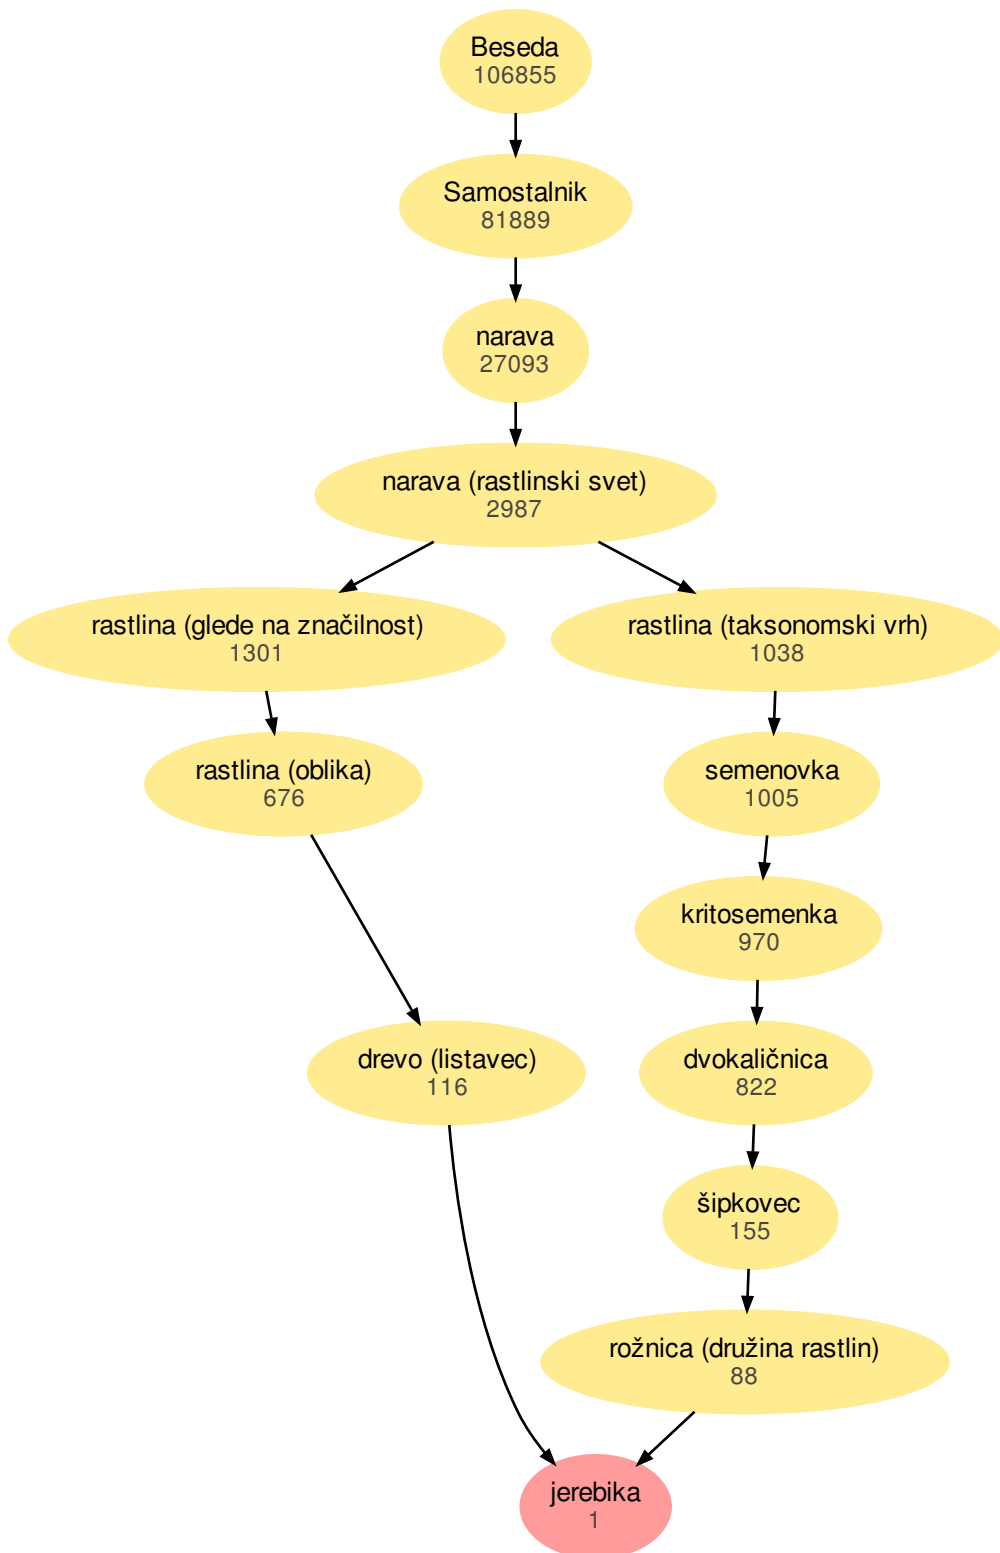 Beseda
106855
Samostalnik
81889
narava
27093
narava (rastlinski svet)
2987
rastlina (glede na značilnost)
1301
rastlina (taksonomski vrh)
1038
rastlina (oblika)
676
semenovka
1005
kritosemenka
970
drevo (listavec)
116
dvokaličnica
822
šipkovec
155
rožnica (družina rastlin)
88
jerebika
1